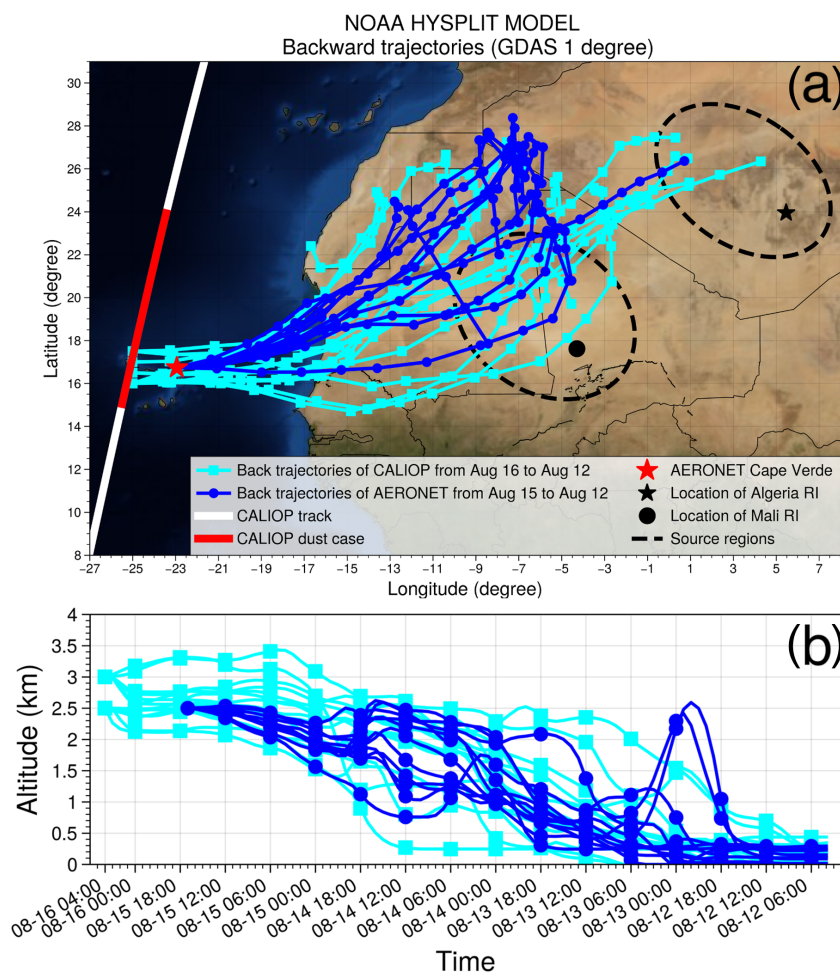 NOAA HYSPLIT MODEL
Backward trajectories (GDAS 1 degree)
(a)
30
28
26
24
22
20
18
16
14
12
10
8
Latitude (degree)
Back trajectories of CALIOP from Aug 16 to Aug 12
Back trajectories of AERONET from Aug 15 to Aug 12
CALIOP track
CALIOP dust case
AERONET Cape Verde
Location of Algeria RI
Location of Mali RI
Source regions
−27 −25 −23 −21 −19 −17 −15 −13 −11 −9 −7 −5 −3 −1 1 3 5 7
Longitude (degree)
(b)
4
3.5
3
2.5
2
1.5
1
0.5
0
Altitude (km)
08-16 04:00
08-16 00:00
08-15 18:00
08-15 12:00
08-15 06:00
08-15 00:00
08-14 18:00
08-14 12:00
08-14 06:00
08-14 00:00
08-13 18:00
08-13 12:00
08-13 06:00
08-13 00:00
08-12 18:00
08-12 12:00
08-12 06:00
Time